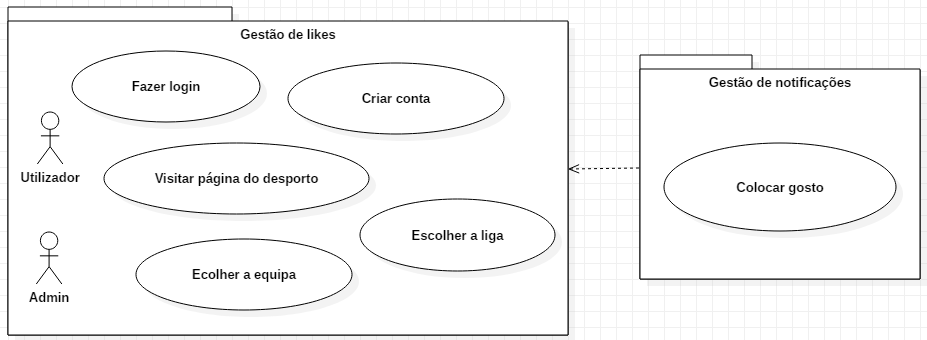 Gestão de likes
Fazer login
Criar conta
Utilizador
Visitar página do desporto
Escolher a liga
Ecolher a equipa
Admin
Gestão de notificações
Colocar gosto